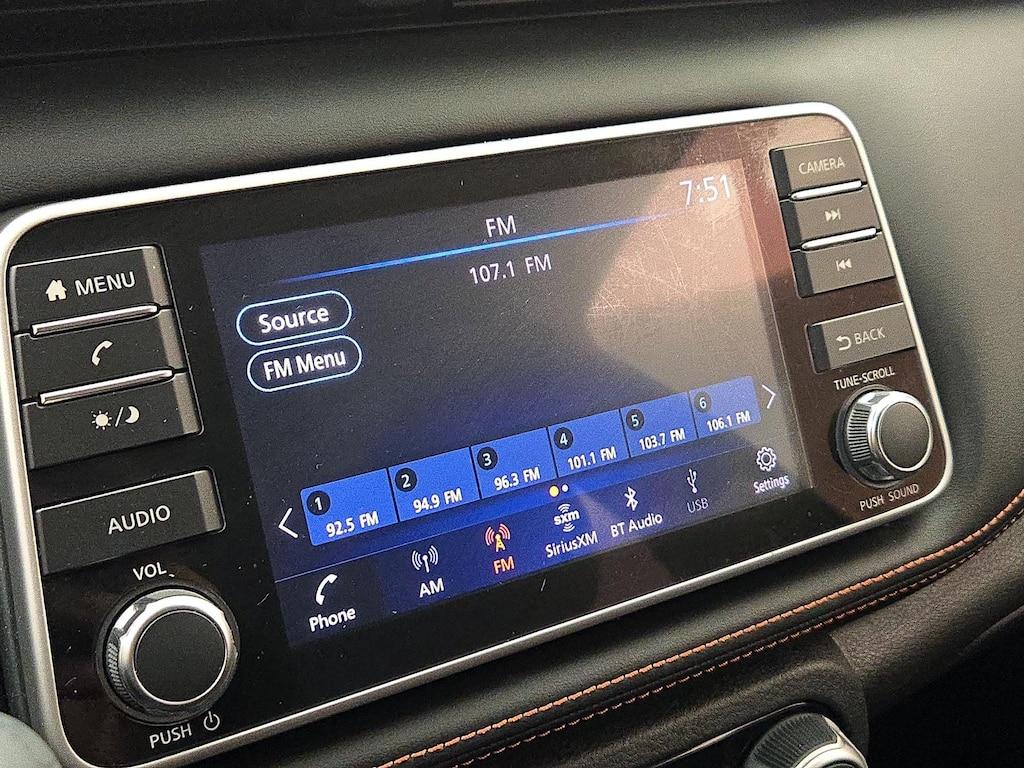 MENU
AUDIO
VOL
PUSH
7:51
FM
107.1 FM
Source
FM Menu
1 92.5 FM
2 94.9 FM
3 96.3 FM
4 101.1 FM
5 103.7 FM
6 106.1 FM
Phone
AM
FM
sxm
SiriusXM
BT Audio
USB
Settings
CAMERA
BACK
TUNE·SCROLL
PUSH SOUND